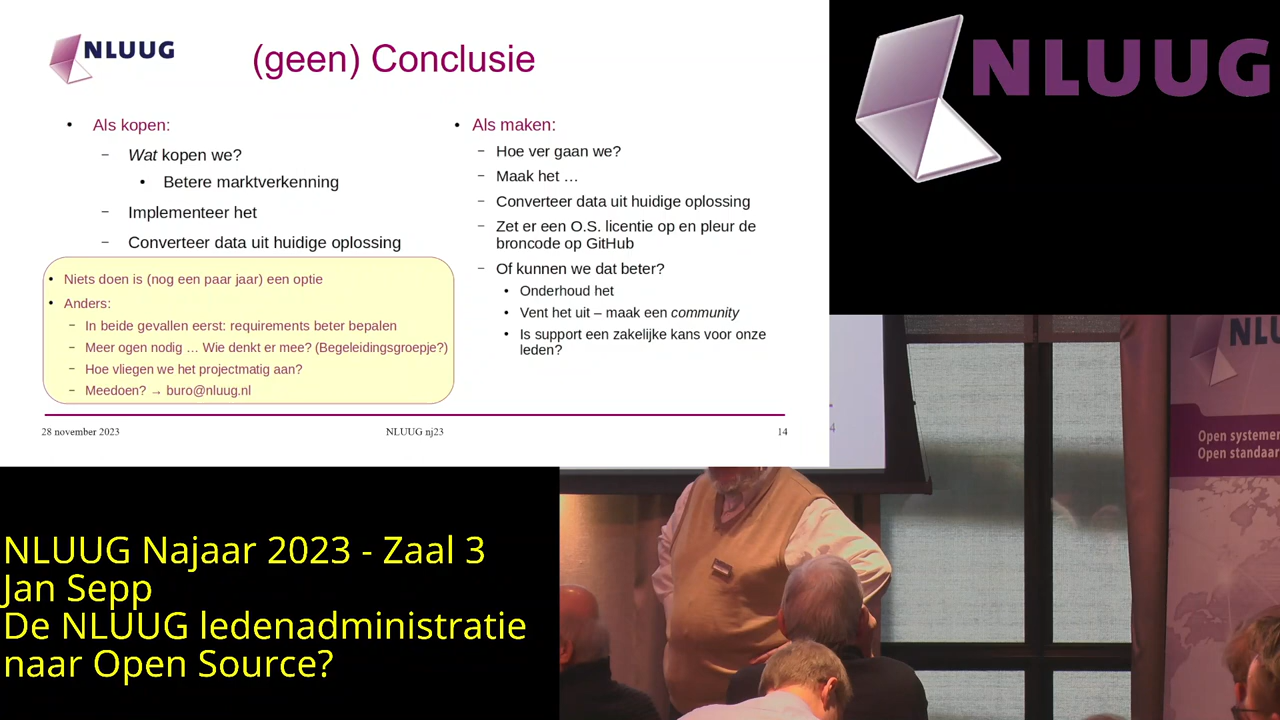 NLUUG
(geen) Conclusie
Als kopen:
Wat kopen we?
Betere marktverkenning
Implementeer het
Converteer data uit huidige oplossing
Niets doen is (nog een paar jaar) een optie
Anders:
In beide gevallen eerst: requirements beter bepalen
Meer ogen nodig … Wie denkt er mee? (Begeleidingsgroepje?)
Hoe vliegen we het projectmatig aan?
Meedoen? → buro@nluug.nl
Als maken:
Hoe ver gaan we?
Maak het …
Converteer data uit huidige oplossing
Zet er een O.S. licentie op en pleur de
broncode op GitHub
Of kunnen we dat beter?
Onderhoud het
Vent het uit – maak een community
Is support een zakelijke kans voor onze
leden?
28 november 2023
NLUUG nj23
14
NLUUG
NLUUG Najaar 2023 - Zaal 3
Jan Sepp
De NLUUG ledenadministratie
naar Open Source?
NLU
Open systemen
Open standaar